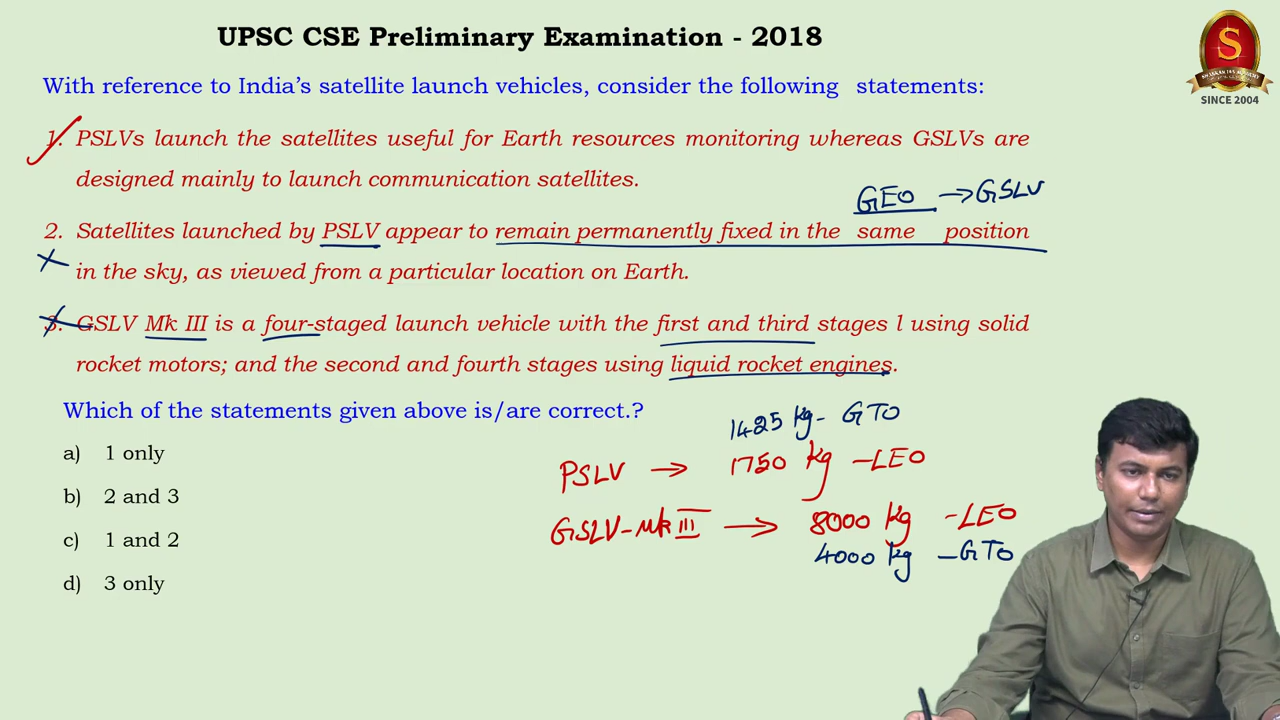 UPSC CSE Preliminary Examination - 2018
SINCE 2004
With reference to India's satellite launch vehicles, consider the following statements:
1. PSLVs launch the satellites useful for Earth resources monitoring whereas GSLVs are
designed mainly to launch communication satellites.
GEO → GSLV
2. Satellites launched by PSLV appear to remain permanently fixed in the same position
in the sky, as viewed from a particular location on Earth.
3. GSLV Mk III is a four-staged launch vehicle with the first and third stages l using solid
rocket motors; and the second and fourth stages using liquid rocket engines.
Which of the statements given above is/are correct.?
a) 1 only
b) 2 and 3
c) 1 and 2
d) 3 only
1425 kg - GTO
PSLV → 1750 kg - LEO
GSLV-Mk III → 8000 kg - LEO
4000 kg - GTO